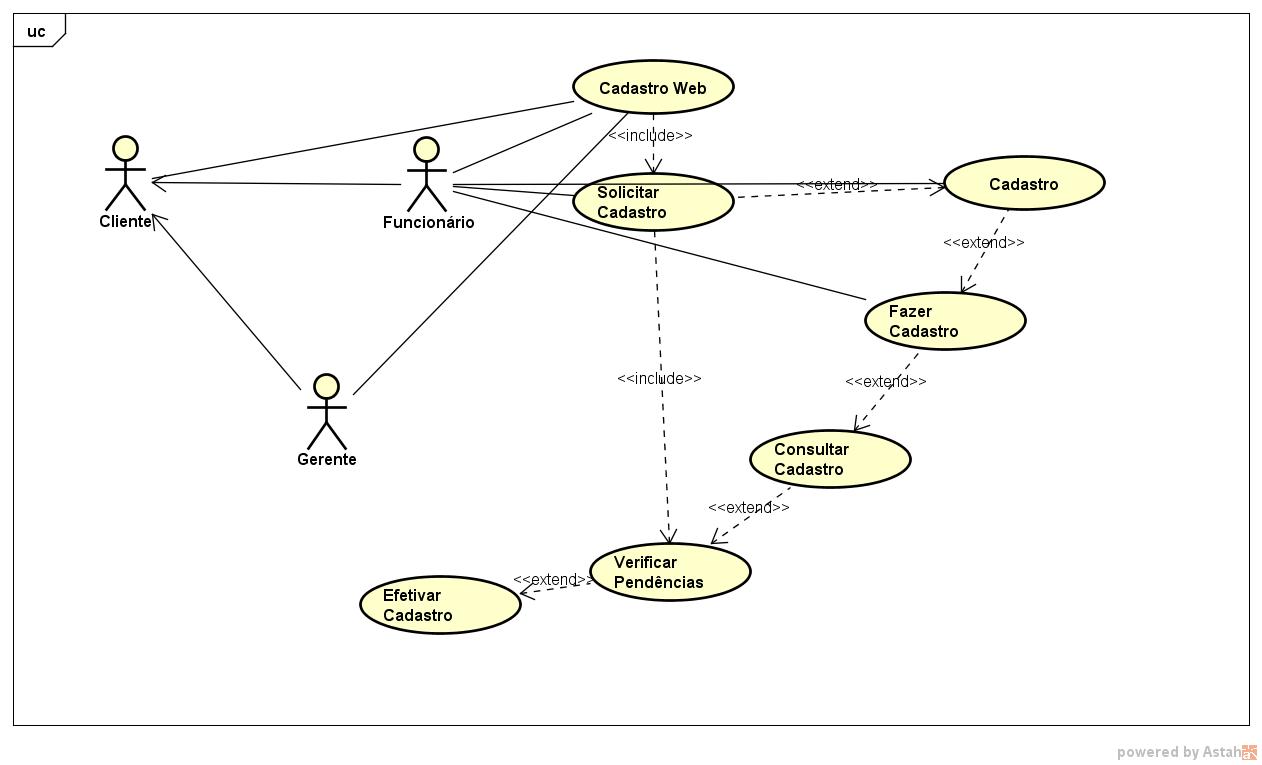 uc
Cadastro Web
<<include>>
Cliente
Funcionário
Solicitar
Cadastro
<<extend>>
Cadastro
<<extend>>
Fazer
Cadastro
<<include>>
<<extend>>
Gerente
Consultar
Cadastro
<<extend>>
Verificar
Pendências
<<extend>>
Efetivar
Cadastro
powered by Astah